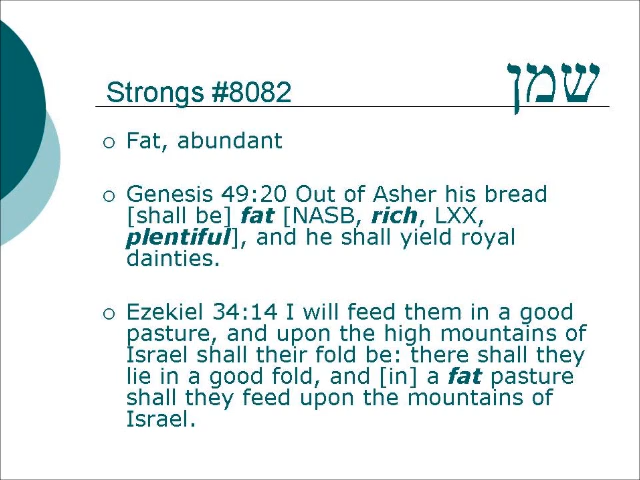 Strongs #8082 שמן
Fat, abundant
Genesis 49:20 Out of Asher his bread
[shall be] fat [NASB, rich, LXX,
plentiful], and he shall yield royal
dainties.
Ezekiel 34:14 I will feed them in a good
pasture, and upon the high mountains of
Israel shall their fold be: there shall they
lie in a good fold, and [in] a fat pasture
shall they feed upon the mountains of
Israel.